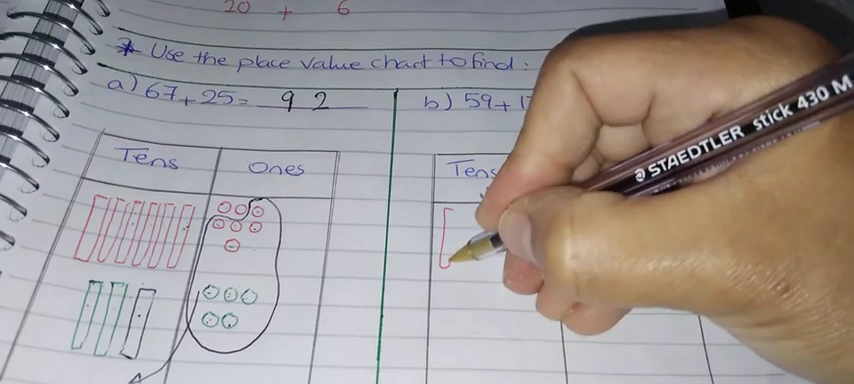 20 + 6
* Use the place value chart to find:
a) 67+25= 92
b) 59+1
Tens Ones
Tens
STAEDTLER stick 430 M